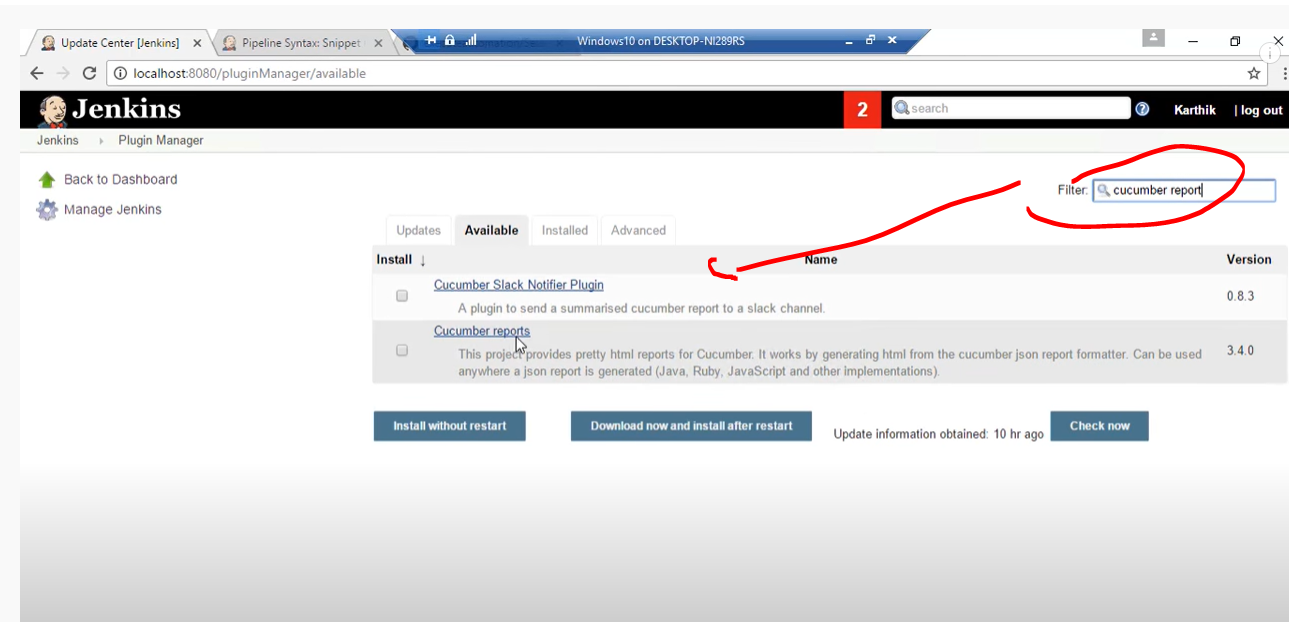 Update Center [Jenkins]
Pipeline Syntax: Snippet
Windows10 on DESKTOP-NI289RS
localhost:8080/pluginManager/available
Jenkins
2
search
Karthik
| log out
Jenkins
Plugin Manager
Back to Dashboard
Manage Jenkins
Filter:
cucumber report
Updates
Available
Installed
Advanced
Install ↓
Name
Version
Cucumber Slack Notifier Plugin
A plugin to send a summarised cucumber report to a slack channel.
0.8.3
Cucumber reports
This project provides pretty html reports for Cucumber. It works by generating html from the cucumber json report formatter. Can be used
anywhere a json report is generated (Java, Ruby, JavaScript and other implementations).
3.4.0
Install without restart
Download now and install after restart
Update information obtained: 10 hr ago
Check now